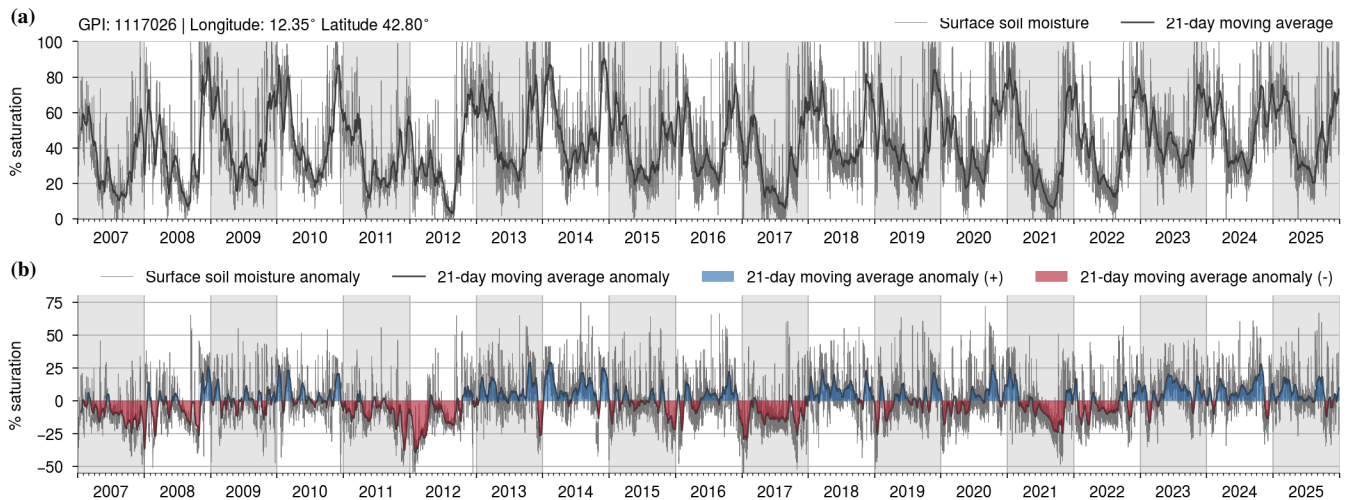 (a)
GPI: 1117026 | Longitude: 12.35° Latitude 42.80°
Surface soil moisture
21-day moving average
% saturation
100
80
60
40
20
0
2007 2008 2009 2010 2011 2012 2013 2014 2015 2016 2017 2018 2019 2020 2021 2022 2023 2024 2025
(b)
Surface soil moisture anomaly
21-day moving average anomaly
21-day moving average anomaly (+)
21-day moving average anomaly (-)
% saturation
75
50
25
0
−25
−50
2007 2008 2009 2010 2011 2012 2013 2014 2015 2016 2017 2018 2019 2020 2021 2022 2023 2024 2025